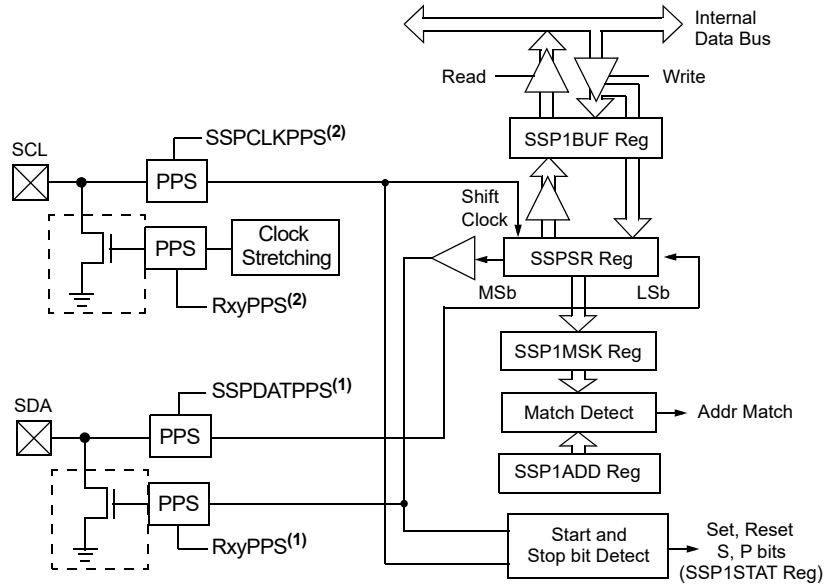 Internal
Data Bus
Read
Write
SSP1BUF Reg
SSPCLKPPS(2)
SCL
PPS
Shift
Clock
Clock
Stretching
PPS
SSPSR Reg
MSb
LSb
RxyPPS(2)
SSP1MSK Reg
SSPDATPPS(1)
SDA
PPS
Match Detect
Addr Match
SSP1ADD Reg
PPS
RxyPPS(1)
Start and
Stop bit Detect
Set, Reset
S, P bits
(SSP1STAT Reg)